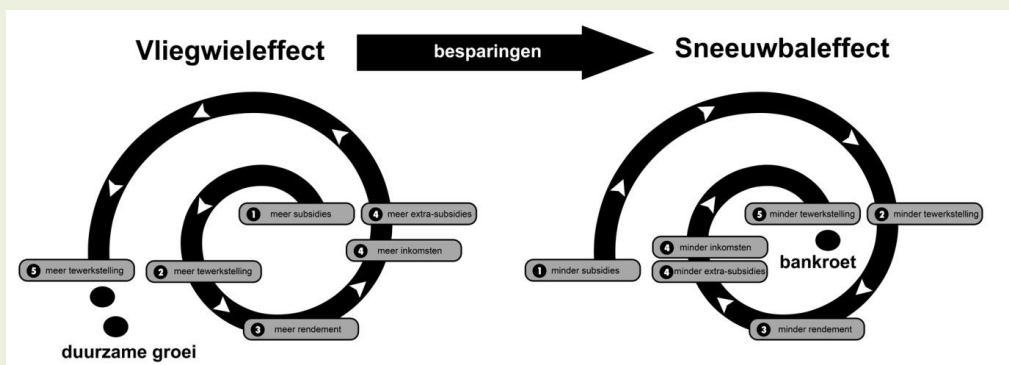 Vliegwieleffect
besparingen
Sneeuwbaleffect
1 meer subsidies
4 meer extra-subsidies
4 meer inkomsten
5 meer tewerkstelling
2 meer tewerkstelling
3 meer rendement
duurzame groei
5 minder tewerkstelling
2 minder tewerkstelling
4 minder inkomsten
bankroet
1 minder subsidies
4 minder extra-subsidies
3 minder rendement